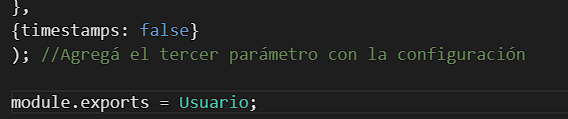 },
{timestamps: false}
); //Agregá el tercer parámetro con la configuración
module.exports = Usuario;